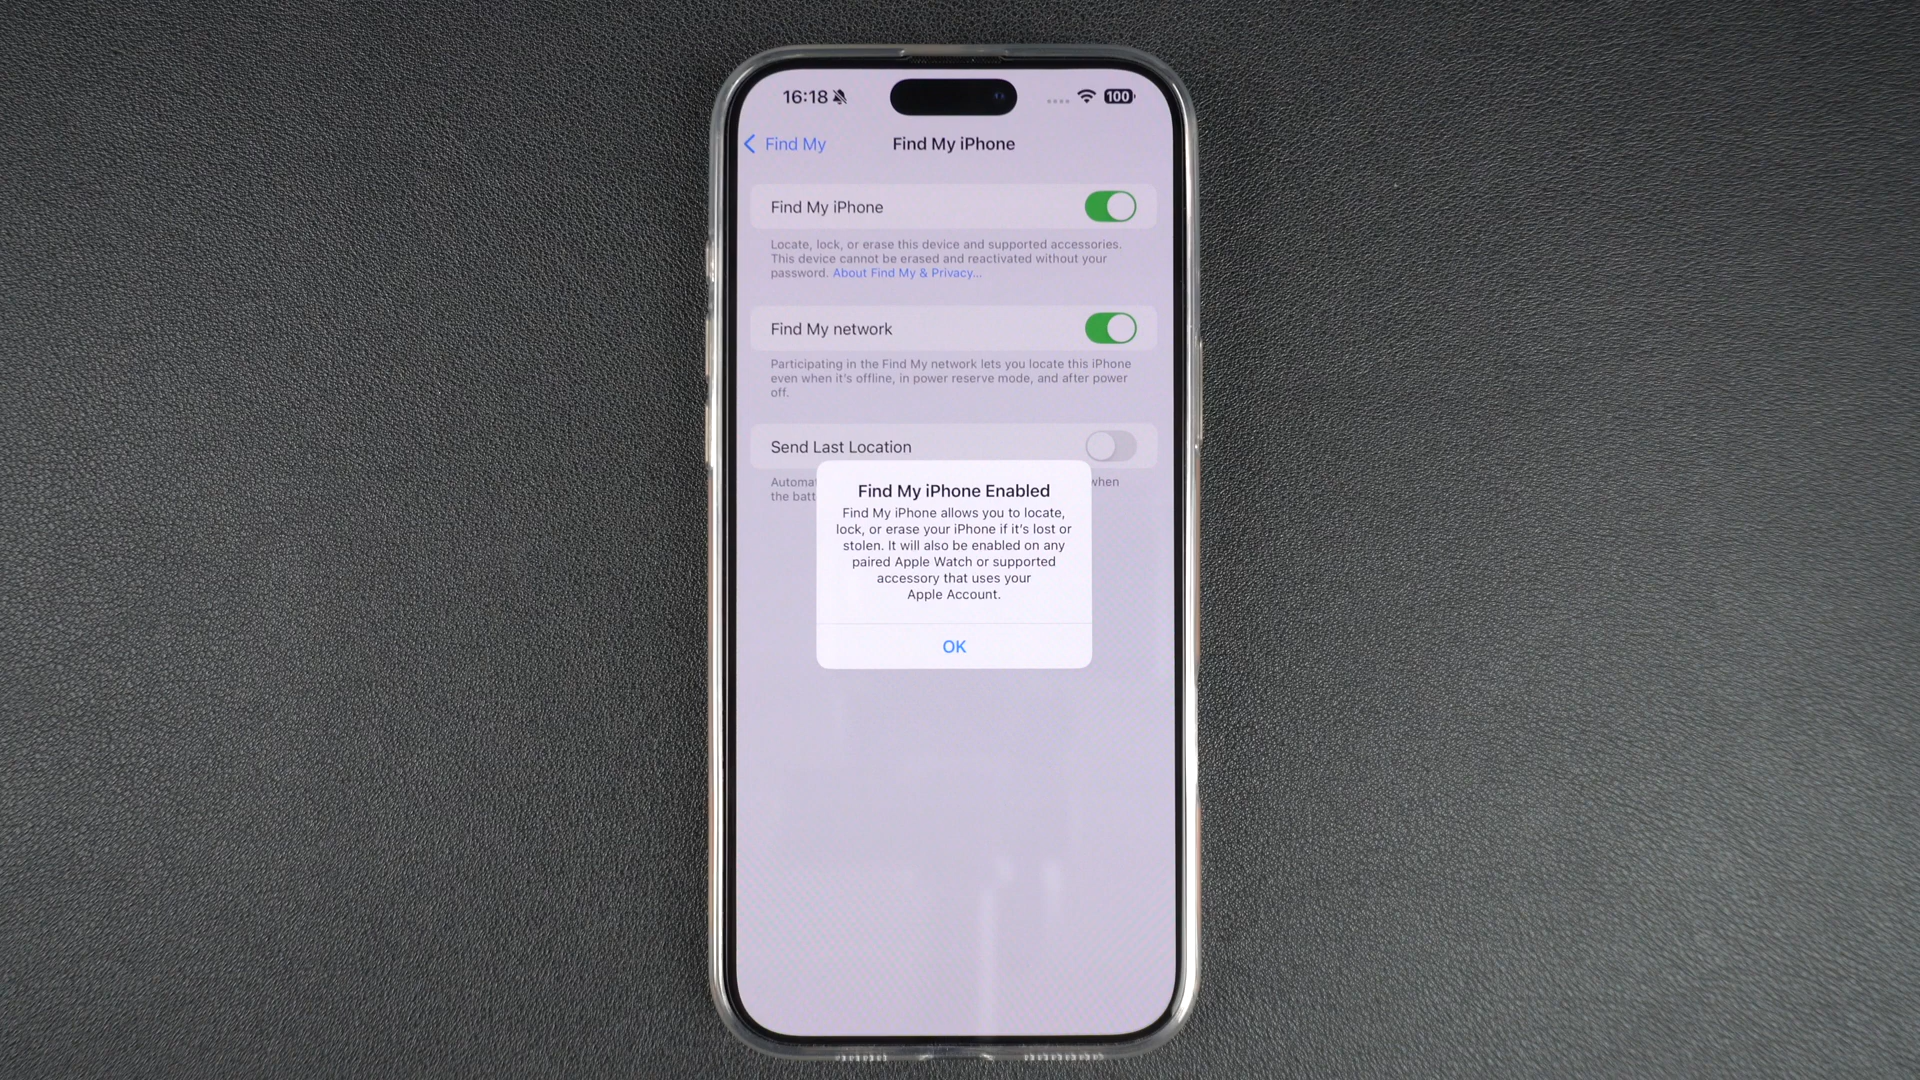 16:18
100
Find My
Find My iPhone
Find My iPhone
Locate, lock, or erase this device and supported accessories.
This device cannot be erased and reactivated without your
password. About Find My & Privacy...
Find My network
Participating in the Find My network lets you locate this iPhone
even when it's offline, in power reserve mode, and after power
off.
Send Last Location
when
the
Find My iPhone Enabled
Find My iPhone allows you to locate,
lock, or erase your iPhone if it's lost or
stolen. It will also be enabled on any
paired Apple Watch or supported
accessory that uses your
Apple Account.
OK